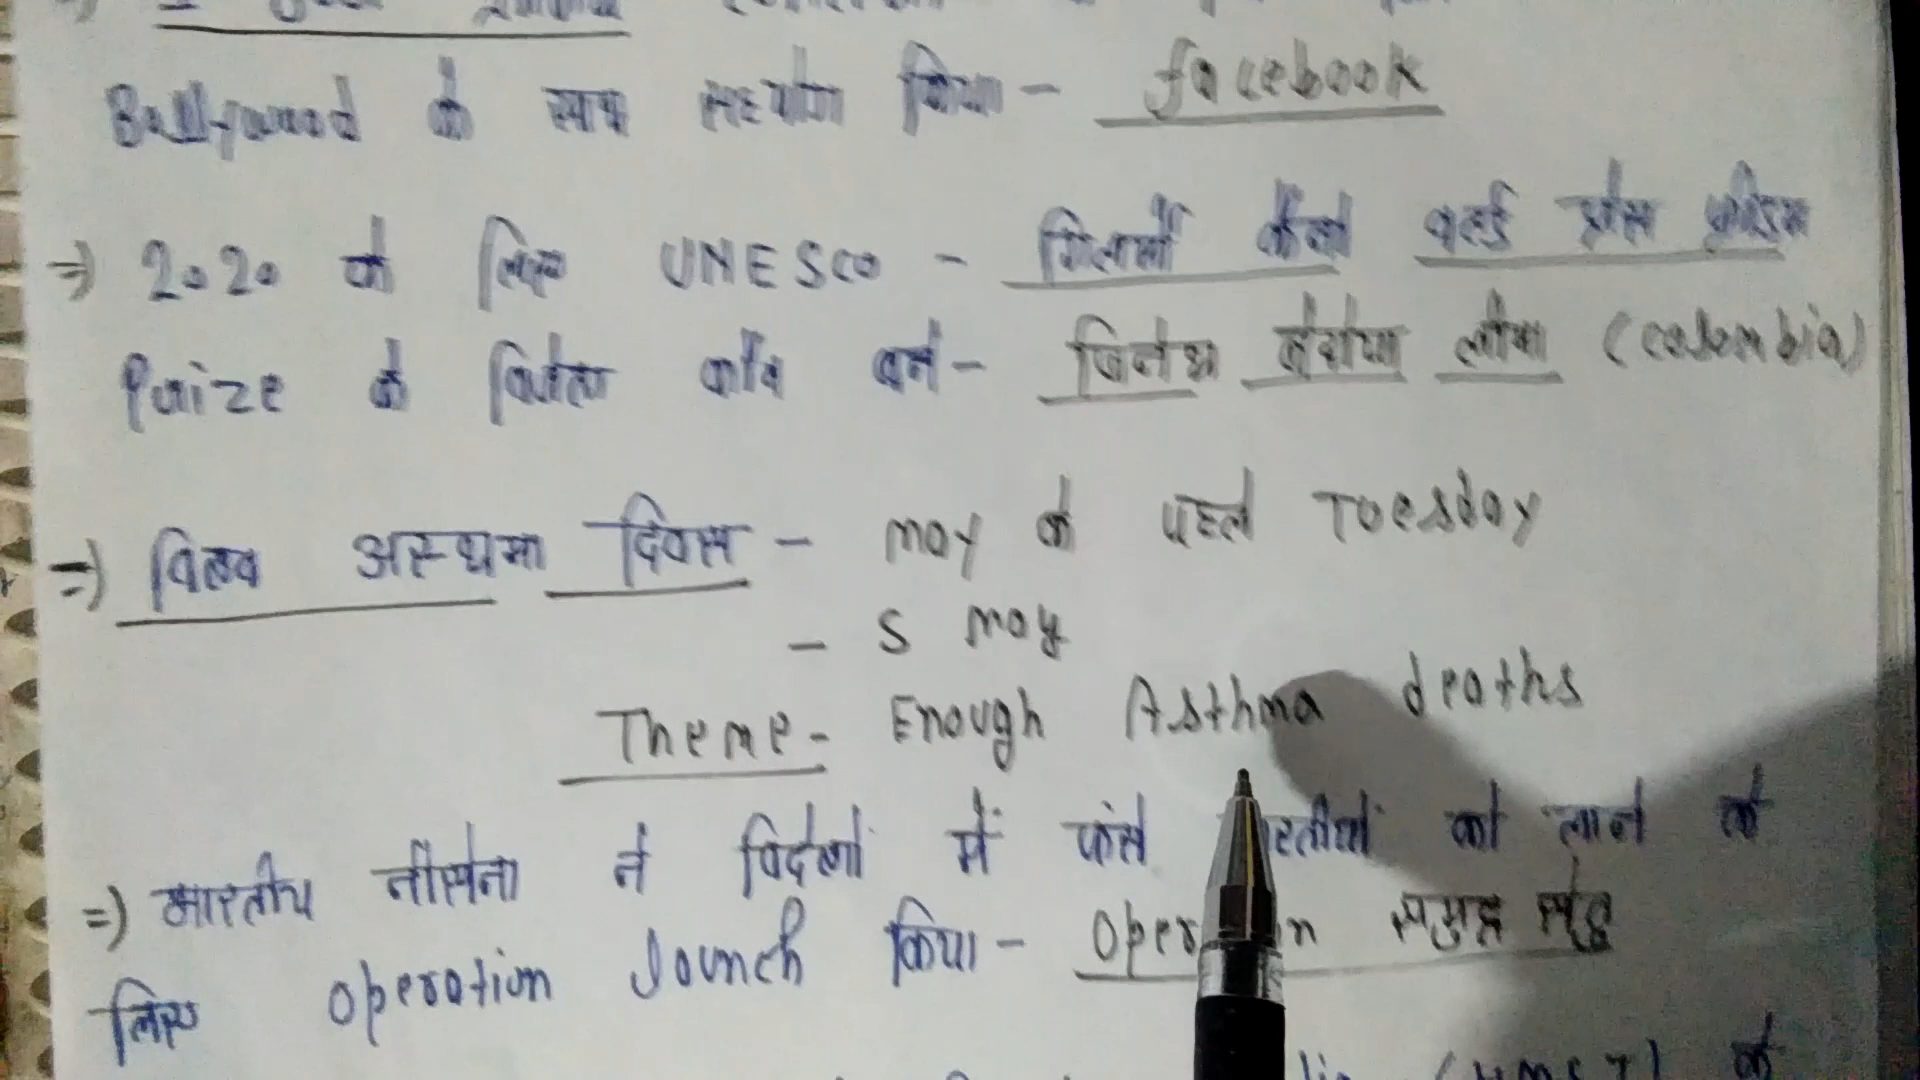 Bollywood के साथ सहयोग किया - facebook
⇒ 2020 के लिए UNESCO - गिलर्मो कैनो वर्ल्ड प्रेस फ्रीडम
Prize के विजेता कौन बने - जिनेथ बेदोया लीमा (Colombia)
⇒ विश्व अस्थमा दिवस - May के पहले Tuesday
- 5 May
Theme - Enough Asthma deaths
⇒ भारतीय नौसेना ने विदेशों में फंसे को लाने के
लिए operation launch किया - समुद्र सेतु